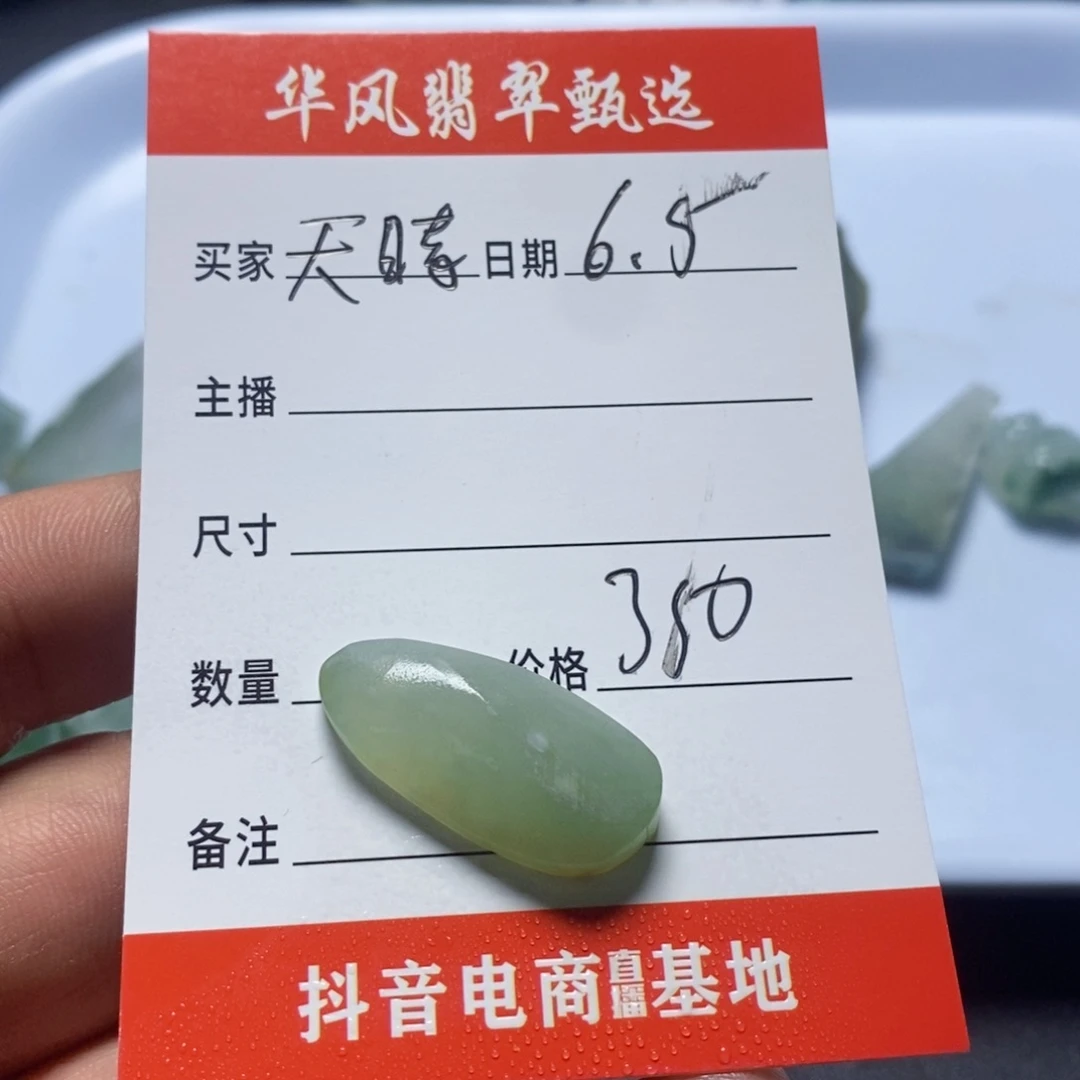 华风翡翠甄选
买家 天晴 日期 6.5
主播
尺寸
数量 价格 350
备注
抖音电商直播基地